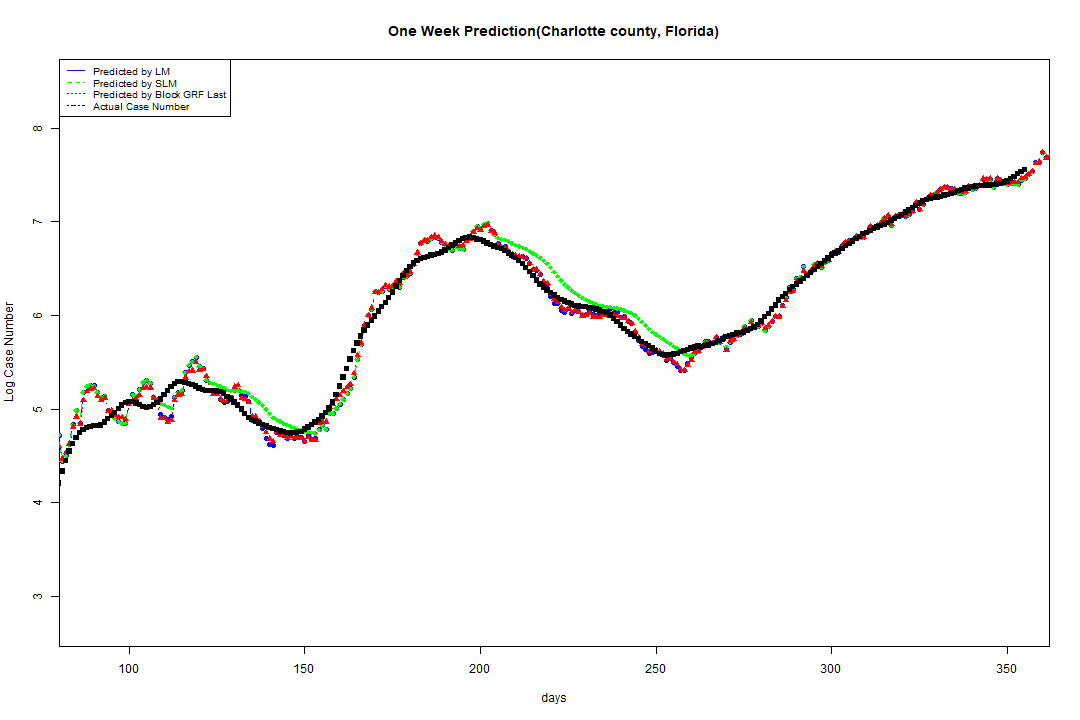 One Week Prediction(Charlotte county, Florida)
Predicted by LM
Predicted by SLM
Predicted by Block GRF Last
Actual Case Number
Log Case Number
8
7
6
5
4
3
100 150 200 250 300 350
days